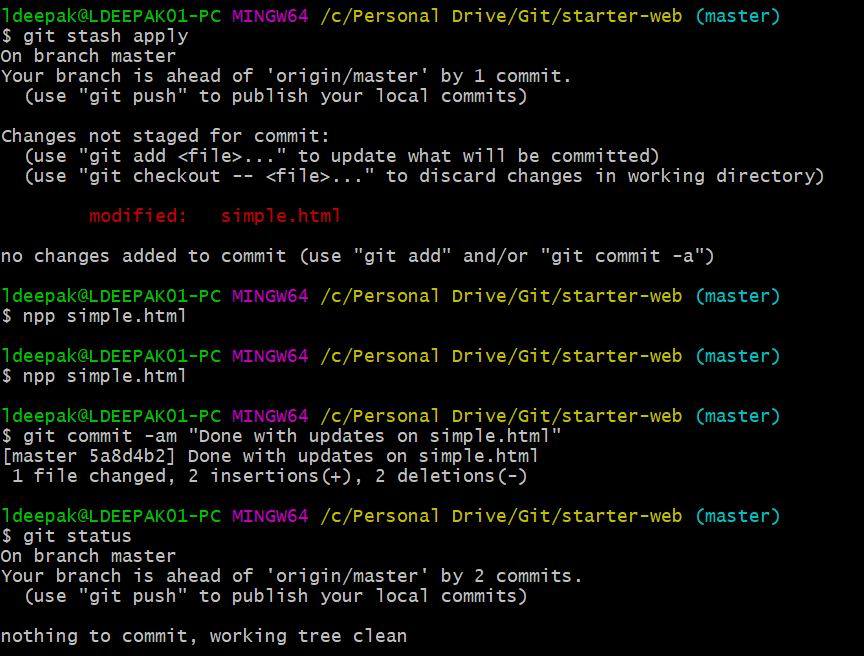 ldeepak@LDEEPAK01-PC MINGW64 /c/Personal Drive/Git/starter-web (master)
$ git stash apply
On branch master
Your branch is ahead of 'origin/master' by 1 commit.
  (use "git push" to publish your local commits)

Changes not staged for commit:
  (use "git add <file>..." to update what will be committed)
  (use "git checkout -- <file>..." to discard changes in working directory)

        modified:   simple.html

no changes added to commit (use "git add" and/or "git commit -a")

ldeepak@LDEEPAK01-PC MINGW64 /c/Personal Drive/Git/starter-web (master)
$ npp simple.html

ldeepak@LDEEPAK01-PC MINGW64 /c/Personal Drive/Git/starter-web (master)
$ npp simple.html

ldeepak@LDEEPAK01-PC MINGW64 /c/Personal Drive/Git/starter-web (master)
$ git commit -am "Done with updates on simple.html"
[master 5a8d4b2] Done with updates on simple.html
 1 file changed, 2 insertions(+), 2 deletions(-)

ldeepak@LDEEPAK01-PC MINGW64 /c/Personal Drive/Git/starter-web (master)
$ git status
On branch master
Your branch is ahead of 'origin/master' by 2 commits.
  (use "git push" to publish your local commits)

nothing to commit, working tree clean